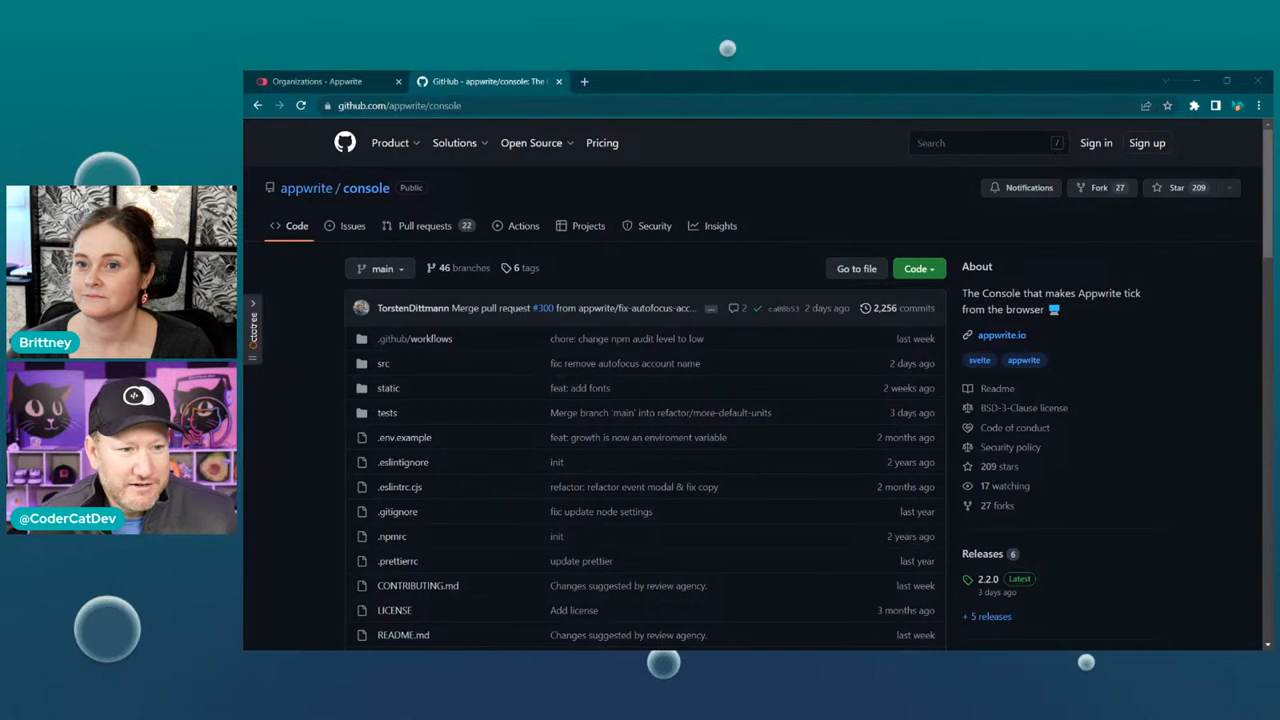 Organizations - Appwrite
GitHub - appwrite/console: The
github.com/appwrite/console
Product Solutions Open Source Pricing Search / Sign in Sign up
appwrite / console Public Notifications Fork 27 Star 209
Code Issues Pull requests 22 Actions Projects Security Insights
main 46 branches 6 tags Go to file Code
TorstenDittmann Merge pull request #300 from appwrite/fix-autofocus-acc... ... 2 ca08b53 2 days ago 2,256 commits
.github/workflows chore: change npm audit level to low last week
src fix: remove autofocus account name 2 days ago
static feat: add fonts 2 weeks ago
tests Merge branch 'main' into refactor/more-default-units 3 days ago
.env.example feat: growth is now an enviroment variable 2 months ago
.eslintignore init 2 years ago
.eslintrc.cjs refactor: refactor event modal & fix copy 2 months ago
.gitignore fix: update node settings last year
.npmrc init 2 years ago
.prettierrc update prettier last year
CONTRIBUTING.md Changes suggested by review agency. last week
LICENSE Add license 3 months ago
README.md Changes suggested by review agency. last week
About
The Console that makes Appwrite tick
from the browser
appwrite.io
svelte appwrite
Readme
BSD-3-Clause license
Code of conduct
Security policy
209 stars
17 watching
27 forks
Releases 6
2.2.0 Latest
3 days ago
+ 5 releases
Octotree
Brittney
@CoderCatDev